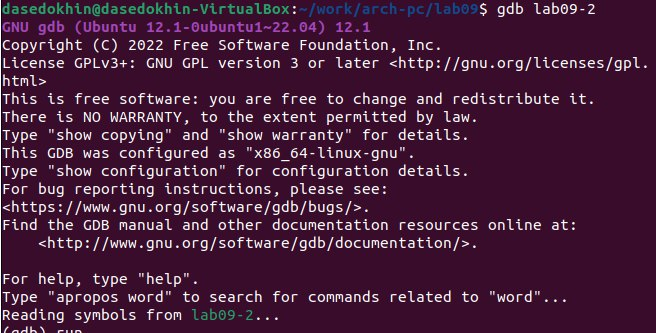 dasedokhin@dasedokhin-VirtualBox:~/work/arch-pc/lab09$ gdb lab09-2
GNU gdb (Ubuntu 12.1-0ubuntu1~22.04) 12.1
Copyright (C) 2022 Free Software Foundation, Inc.
License GPLv3+: GNU GPL version 3 or later <http://gnu.org/licenses/gpl.
html>
This is free software: you are free to change and redistribute it.
There is NO WARRANTY, to the extent permitted by law.
Type "show copying" and "show warranty" for details.
This GDB was configured as "x86_64-linux-gnu".
Type "show configuration" for configuration details.
For bug reporting instructions, please see:
<https://www.gnu.org/software/gdb/bugs/>.
Find the GDB manual and other documentation resources online at:
    <http://www.gnu.org/software/gdb/documentation/>.

For help, type "help".
Type "apropos word" to search for commands related to "word"...
Reading symbols from lab09-2...
(gdb) run